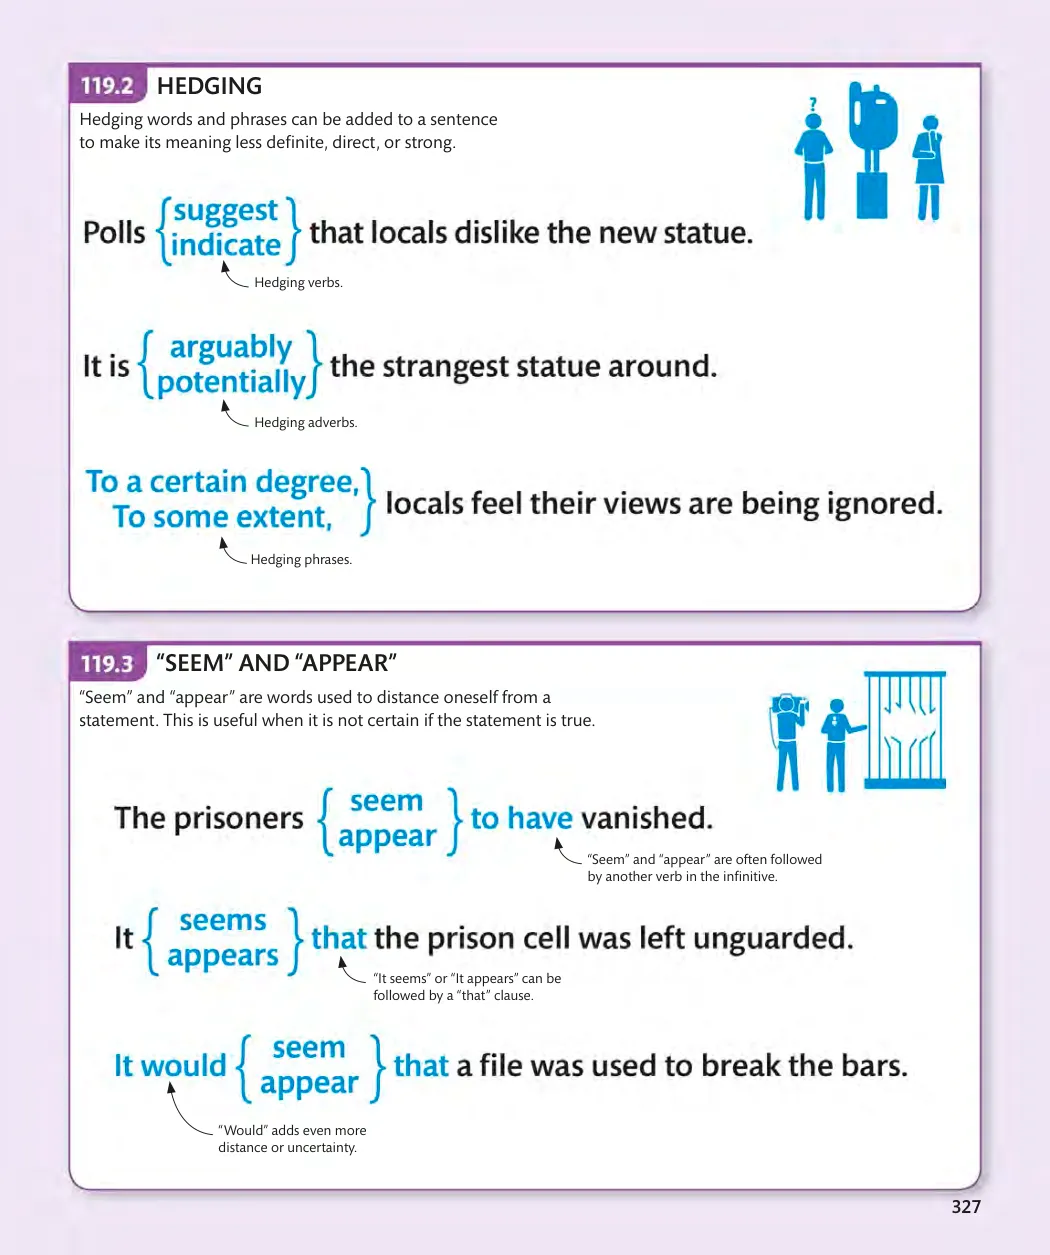 119.2 HEDGING
Hedging words and phrases can be added to a sentence
to make its meaning less definite, direct, or strong.
?
Polls { suggest / indicate } that locals dislike the new statue.
Hedging verbs.
It is { arguably / potentially } the strangest statue around.
Hedging adverbs.
To a certain degree, / To some extent, } locals feel their views are being ignored.
Hedging phrases.
119.3 “SEEM” AND “APPEAR”
“Seem” and “appear” are words used to distance oneself from a
statement. This is useful when it is not certain if the statement is true.
The prisoners { seem / appear } to have vanished.
“Seem” and “appear” are often followed
by another verb in the infinitive.
It { seems / appears } that the prison cell was left unguarded.
“It seems” or “It appears” can be
followed by a “that” clause.
It would { seem / appear } that a file was used to break the bars.
“Would” adds even more
distance or uncertainty.
327